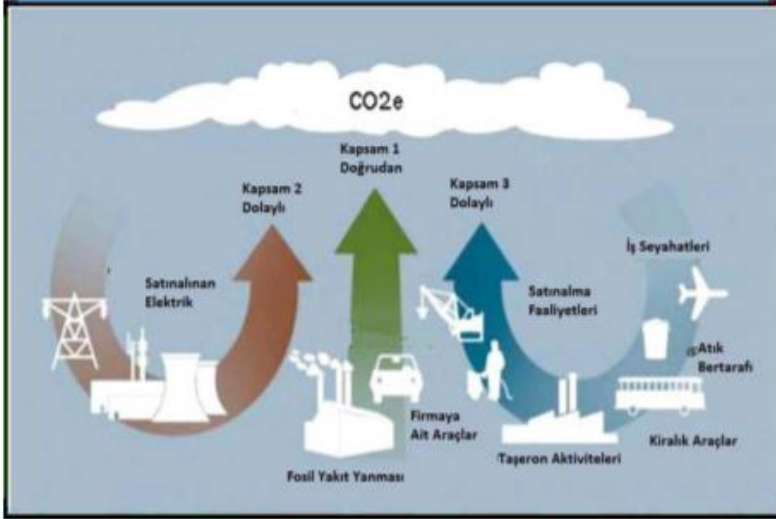 CO2e
Kapsam 1
Doğrudan
Kapsam 2
Dolaylı
Kapsam 3
Dolaylı
İş Seyahatleri
Satınalınan
Elektrik
Satınalma
Faaliyetleri
Atık
Bertarafı
Firmaya
Ait Araçlar
Kiralık Araçlar
Taşeron Aktiviteleri
Fosil Yakıt Yanması